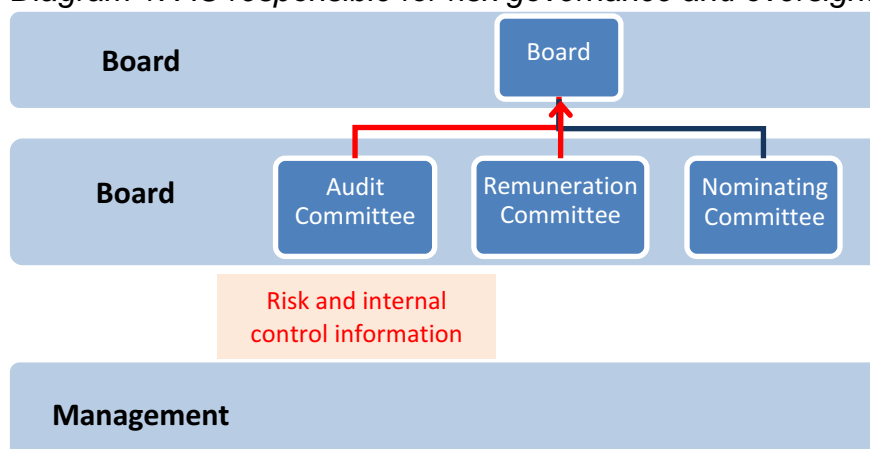 Board
Board
Board
Audit
Committee
Remuneration
Committee
Nominating
Committee
Risk and internal
control information
Management